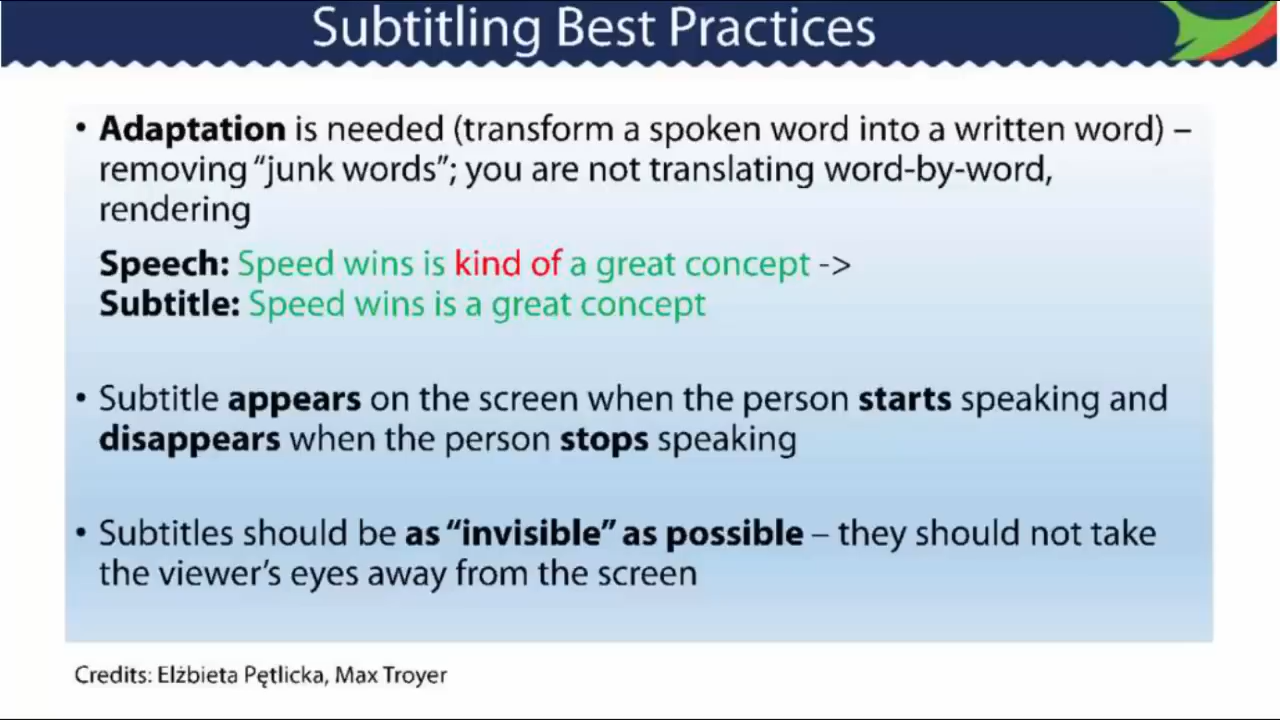 Subtitling Best Practices
• Adaptation is needed (transform a spoken word into a written word) –
removing “junk words”; you are not translating word-by-word,
rendering
Speech: Speed wins is kind of a great concept ->
Subtitle: Speed wins is a great concept
• Subtitle appears on the screen when the person starts speaking and
disappears when the person stops speaking
• Subtitles should be as “invisible” as possible – they should not take
the viewer’s eyes away from the screen
Credits: Elżbieta Pętlicka, Max Troyer